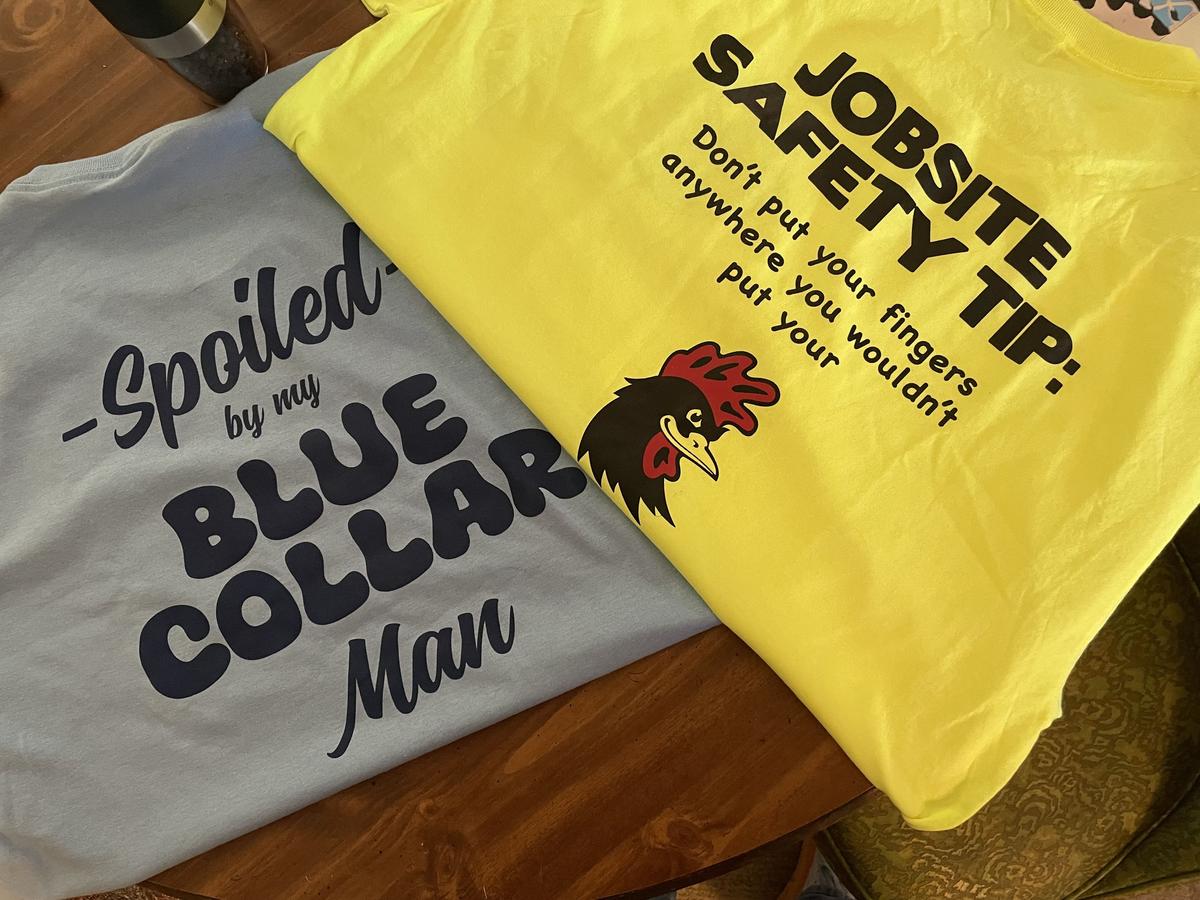 -Spoiled-
by my
BLUE
COLLAR
Man
JOBSITE
SAFETY TIP:
Don't put your fingers
anywhere you wouldn't
put your